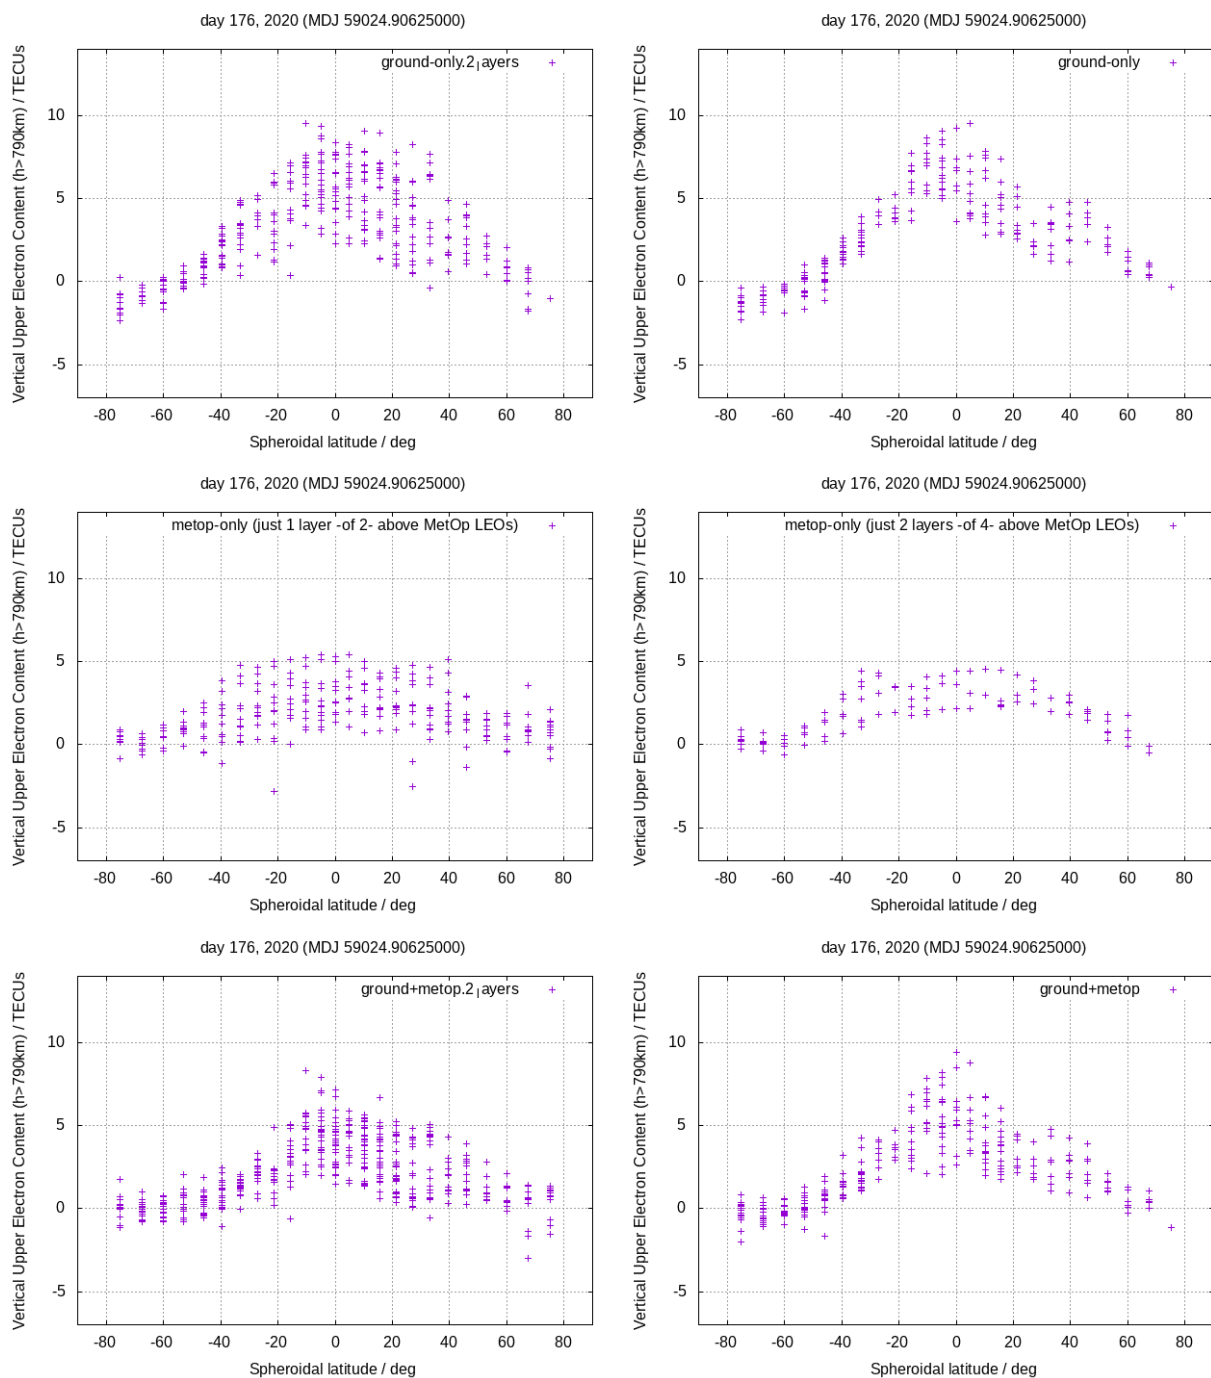 day 176, 2020 (MDJ 59024.90625000)
ground-only.2layers
Vertical Upper Electron Content (h>790km) / TECUs
10
5
0
-5
-80 -60 -40 -20 0 20 40 60 80
Spheroidal latitude / deg
day 176, 2020 (MDJ 59024.90625000)
ground-only
Vertical Upper Electron Content (h>790km) / TECUs
10
5
0
-5
-80 -60 -40 -20 0 20 40 60 80
Spheroidal latitude / deg
day 176, 2020 (MDJ 59024.90625000)
metop-only (just 1 layer -of 2- above MetOp LEOs)
Vertical Upper Electron Content (h>790km) / TECUs
10
5
0
-5
-80 -60 -40 -20 0 20 40 60 80
Spheroidal latitude / deg
day 176, 2020 (MDJ 59024.90625000)
metop-only (just 2 layers -of 4- above MetOp LEOs)
Vertical Upper Electron Content (h>790km) / TECUs
10
5
0
-5
-80 -60 -40 -20 0 20 40 60 80
Spheroidal latitude / deg
day 176, 2020 (MDJ 59024.90625000)
ground+metop.2layers
Vertical Upper Electron Content (h>790km) / TECUs
10
5
0
-5
-80 -60 -40 -20 0 20 40 60 80
Spheroidal latitude / deg
day 176, 2020 (MDJ 59024.90625000)
ground+metop
Vertical Upper Electron Content (h>790km) / TECUs
10
5
0
-5
-80 -60 -40 -20 0 20 40 60 80
Spheroidal latitude / deg